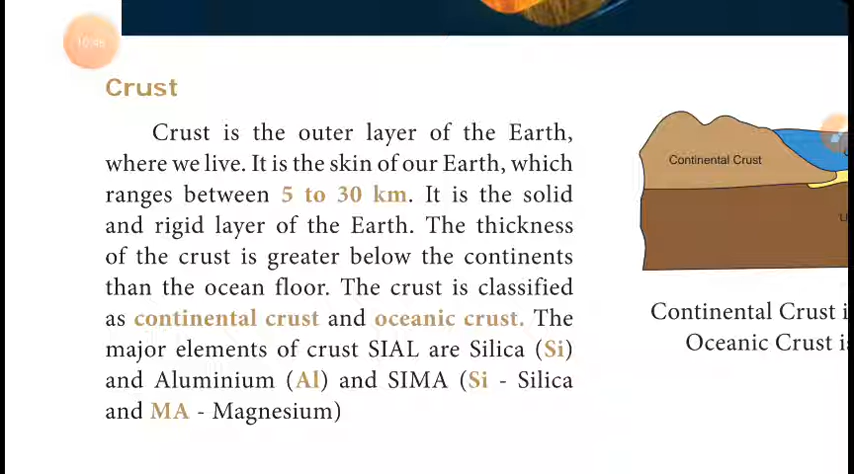 10:45
Crust
Crust is the outer layer of the Earth,
where we live. It is the skin of our Earth, which
ranges between 5 to 30 km. It is the solid
and rigid layer of the Earth. The thickness
of the crust is greater below the continents
than the ocean floor. The crust is classified
as continental crust and oceanic crust. The
major elements of crust SIAL are Silica (Si)
and Aluminium (Al) and SIMA (Si - Silica
and MA - Magnesium)
Continental Crust
Continental Crust i
Oceanic Crust i